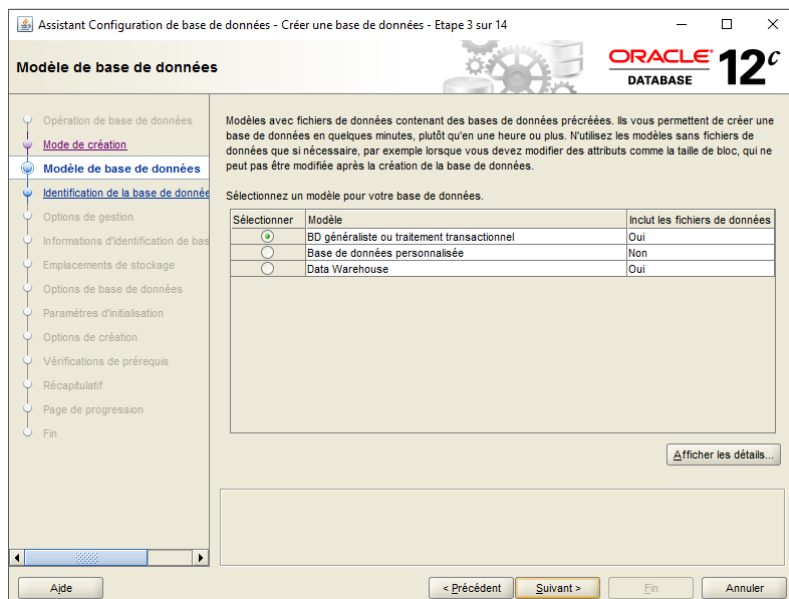 Assistant Configuration de base de données - Créer une base de données - Etape 3 sur 14
Modèle de base de données
ORACLE
DATABASE
12c
Opération de base de données
Mode de création
Modèle de base de données
Identification de la base de donnée
Options de gestion
Informations d'identification de bas
Emplacements de stockage
Options de base de données
Paramètres d'initialisation
Options de création
Vérifications de prérequis
Récapitulatif
Page de progression
Fin
Modèles avec fichiers de données contenant des bases de données précréées. Ils vous permettent de créer une
base de données en quelques minutes, plutôt qu'en une heure ou plus. N'utilisez les modèles sans fichiers de
données que si nécessaire, par exemple lorsque vous devez modifier des attributs comme la taille de bloc, qui ne
peut pas être modifiée après la création de la base de données.
Sélectionnez un modèle pour votre base de données.
Sélectionner Modèle Inclut les fichiers de données
BD généraliste ou traitement transactionnel Oui
Base de données personnalisée Non
Data Warehouse Oui
Afficher les détails...
Aide
< Précédent
Suivant >
Fin
Annuler